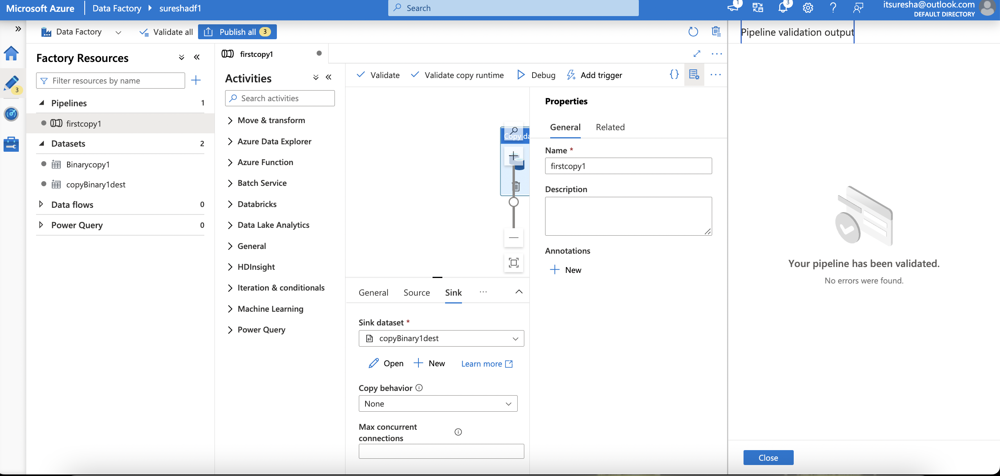 Microsoft Azure
Data Factory
sureshadf1
Search
1
3
itsuresha@outlook.com
DEFAULT DIRECTORY
Data Factory
Validate all
Publish all
3
Factory Resources
Filter resources by name
3
Pipelines
1
firstcopy1
Datasets
2
Binarycopy1
copyBinary1dest
Data flows
0
Power Query
0
firstcopy1
Activities
Search activities
Move & transform
Azure Data Explorer
Azure Function
Batch Service
Databricks
Data Lake Analytics
General
HDInsight
Iteration & conditionals
Machine Learning
Power Query
Validate
Validate copy runtime
Debug
Add trigger
Copy da
General
Source
Sink
Sink dataset *
copyBinary1dest
Open
New
Learn more
Copy behavior
None
Max concurrent
connections
Properties
General
Related
Name *
firstcopy1
Description
Annotations
New
Pipeline validation output
Your pipeline has been validated.
No errors were found.
Close